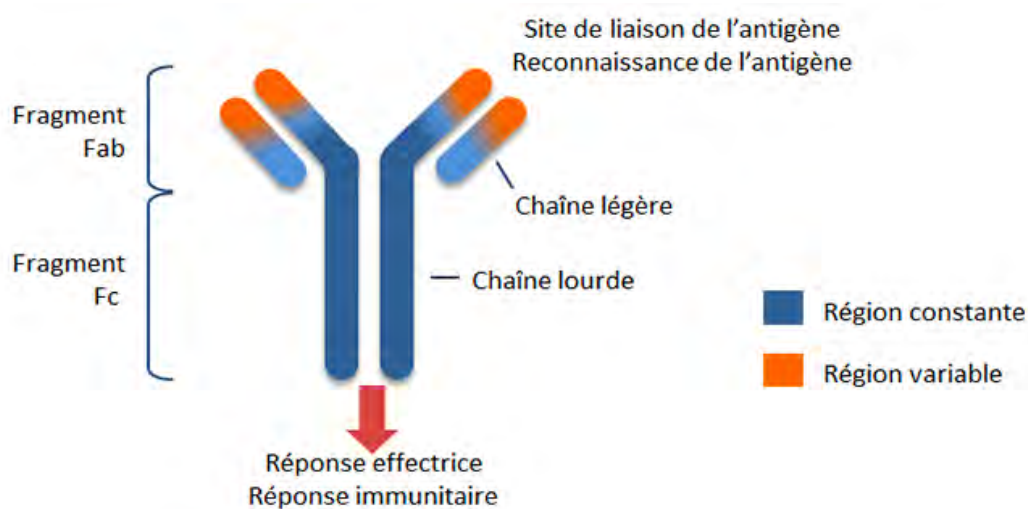 Site de liaison de l'antigène
Reconnaissance de l'antigène
Fragment
Fab
Chaîne légère
Fragment
Fc
Chaîne lourde
Région constante
Région variable
Réponse effectrice
Réponse immunitaire